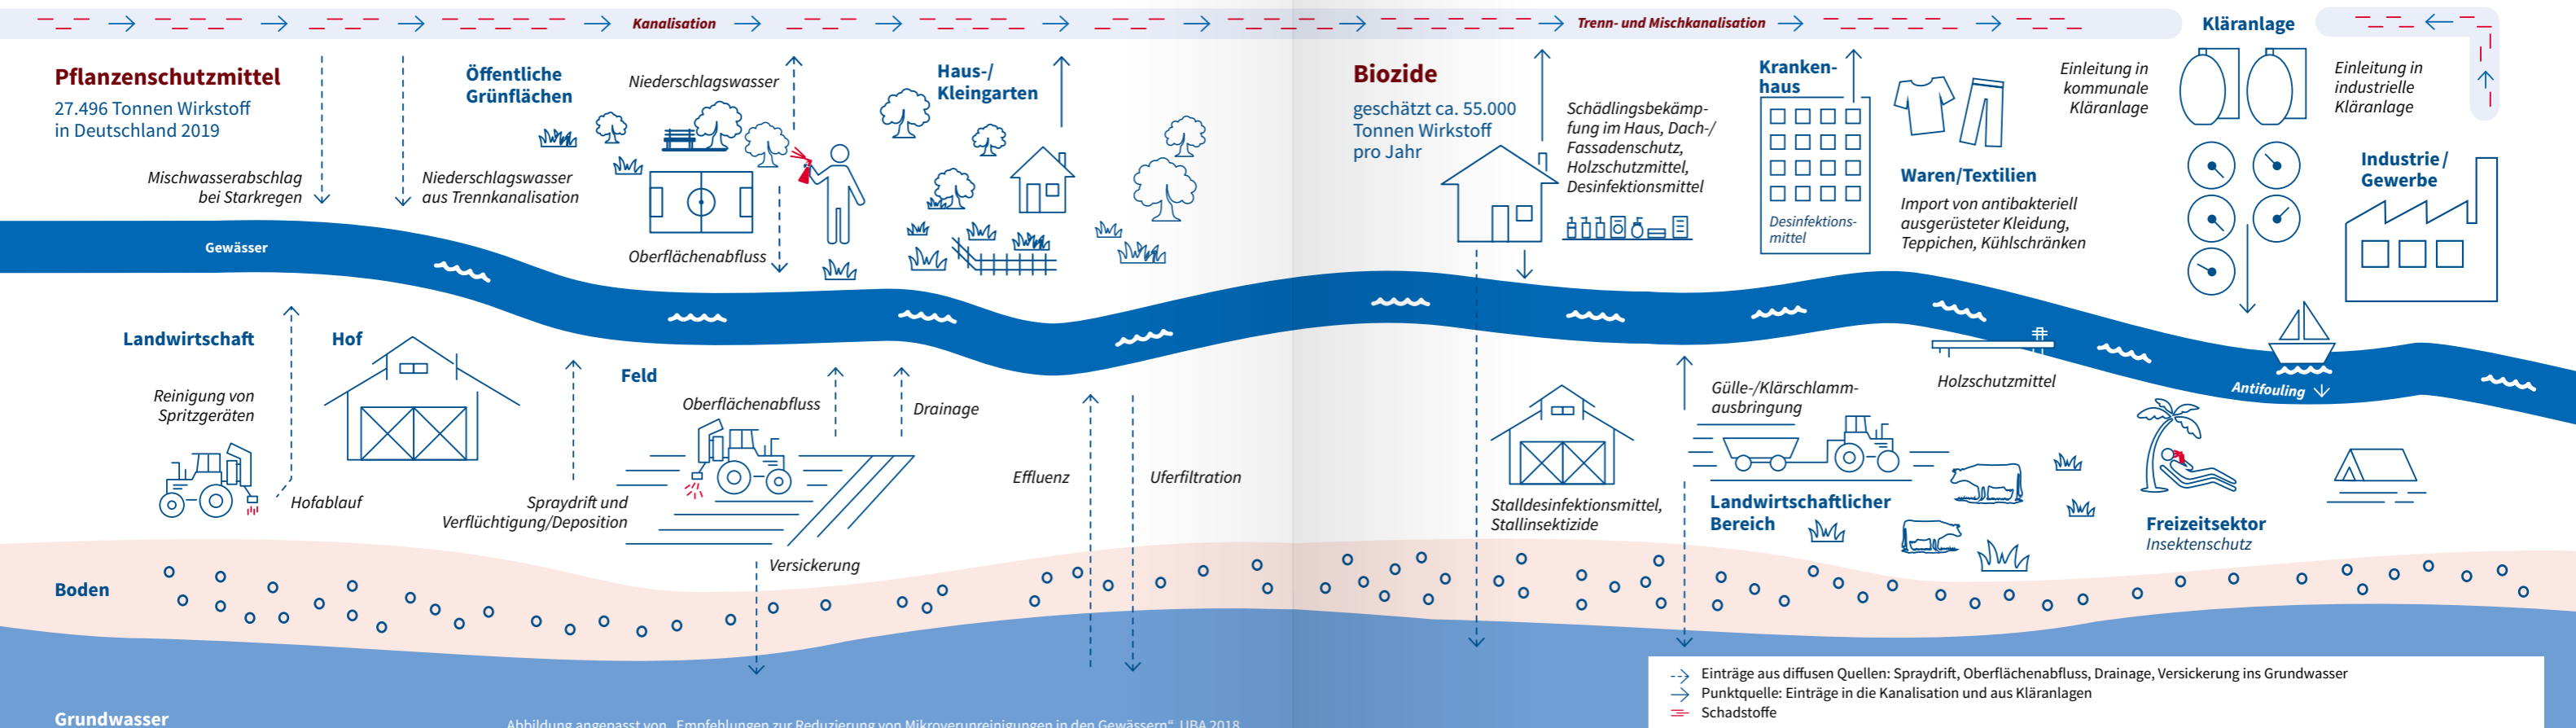 Kanalisation
Trenn- und Mischkanalisation
Kläranlage
Pflanzenschutzmittel
27.496 Tonnen Wirkstoff
in Deutschland 2019
Mischwasserabschlag
bei Starkregen
Niederschlagswasser
aus Trennkanalisation
Öffentliche
Grünflächen
Niederschlagswasser
Oberflächenabfluss
Haus-/
Kleingarten
Biozide
geschätzt ca. 55.000
Tonnen Wirkstoff
pro Jahr
Schädlingsbekämp-
fung im Haus, Dach-/
Fassadenschutz,
Holzschutzmittel,
Desinfektionsmittel
Kranken-
haus
Desinfektions-
mittel
Waren/Textilien
Import von antibakteriell
ausgerüsteter Kleidung,
Teppichen, Kühlschränken
Einleitung in
kommunale
Kläranlage
Einleitung in
industrielle
Kläranlage
Industrie/
Gewerbe
Gewässer
Landwirtschaft
Reinigung von
Spritzgeräten
Hof
Hofablauf
Spraydrift und
Verflüchtigung/Deposition
Feld
Oberflächenabfluss
Drainage
Versickerung
Effluenz
Uferfiltration
Stalldesinfektionsmittel,
Stallinsektizide
Gülle-/Klärschlamm-
ausbringung
Landwirtschaftlicher
Bereich
Holzschutzmittel
Antifouling
Freizeitsektor
Insektenschutz
Boden
Grundwasser
Einträge aus diffusen Quellen: Spraydrift, Oberflächenabfluss, Drainage, Versickerung ins Grundwasser
Punktquelle: Einträge in die Kanalisation und aus Kläranlagen
Schadstoffe
Abbildung angepasst von „Empfehlungen zur Reduzierung von Mikroverunreinigungen in den Gewässern“, UBA 2018